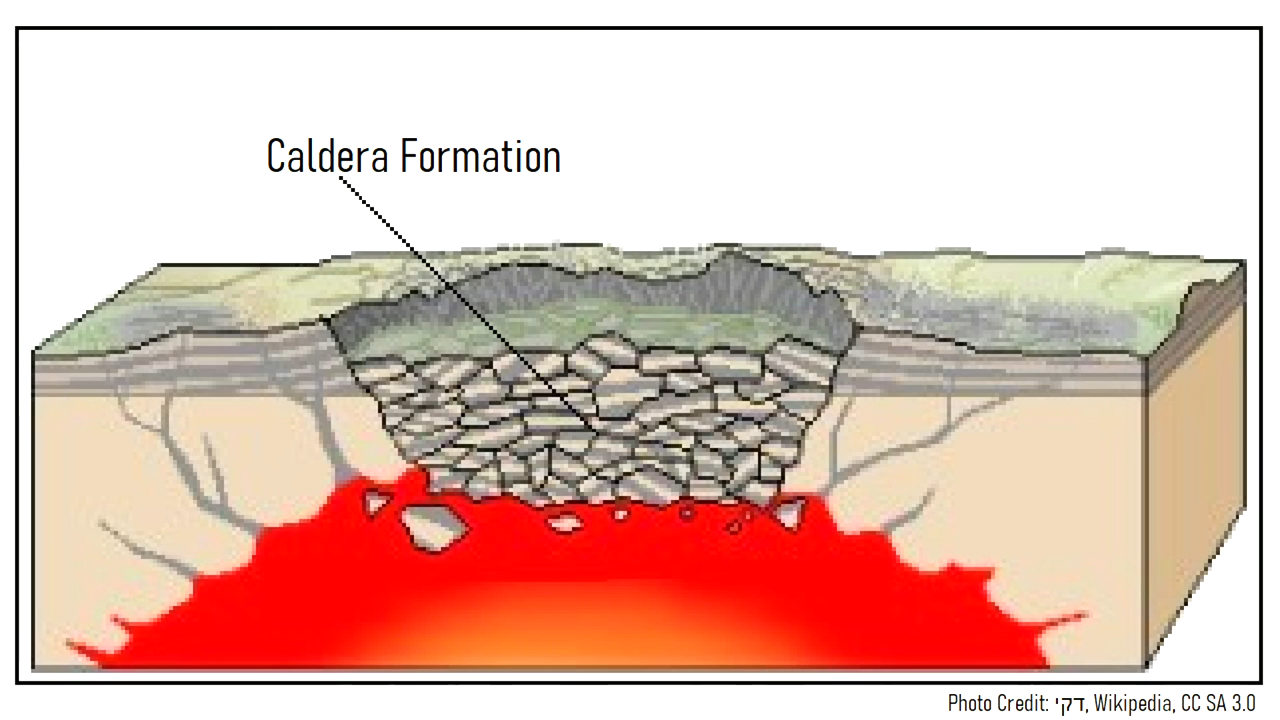 Caldera Formation
Photo Credit: דקי, Wikipedia, CC SA 3.0